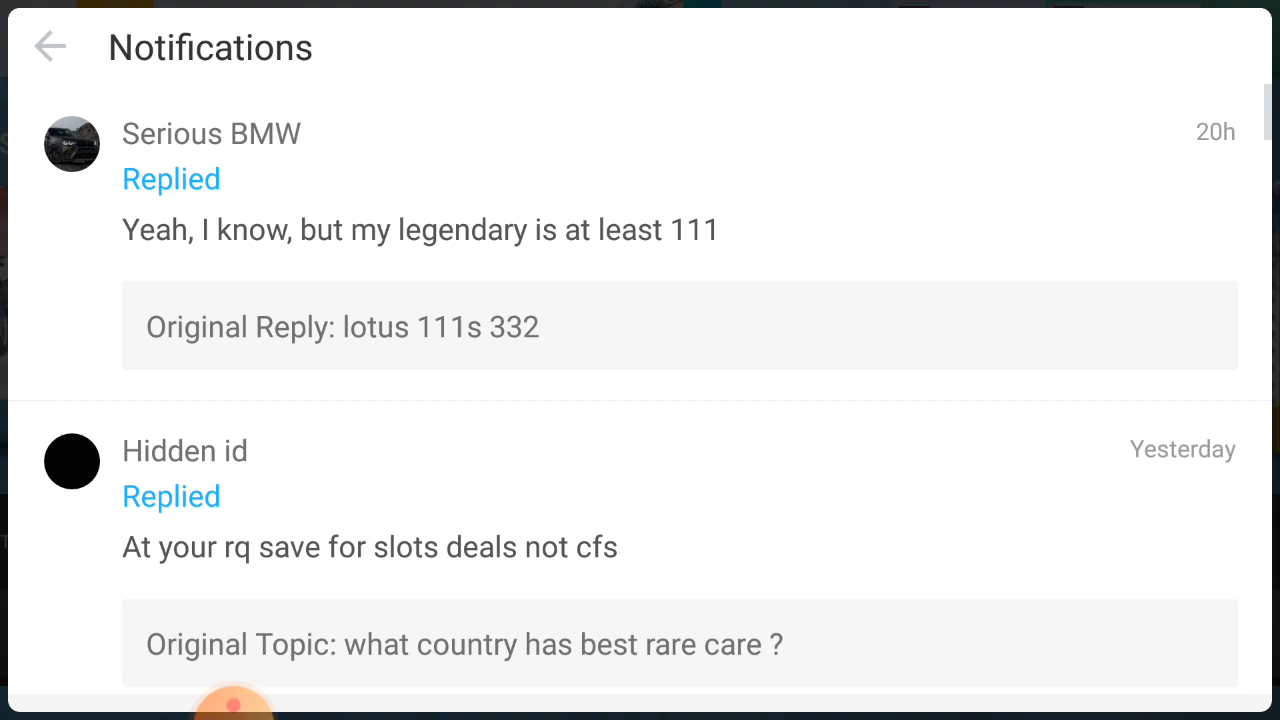 Notifications
Serious BMW
20h
Replied
Yeah, I know, but my legendary is at least 111
Original Reply: lotus 111s 332
Hidden id
Yesterday
Replied
At your rq save for slots deals not cfs
Original Topic: what country has best rare care ?